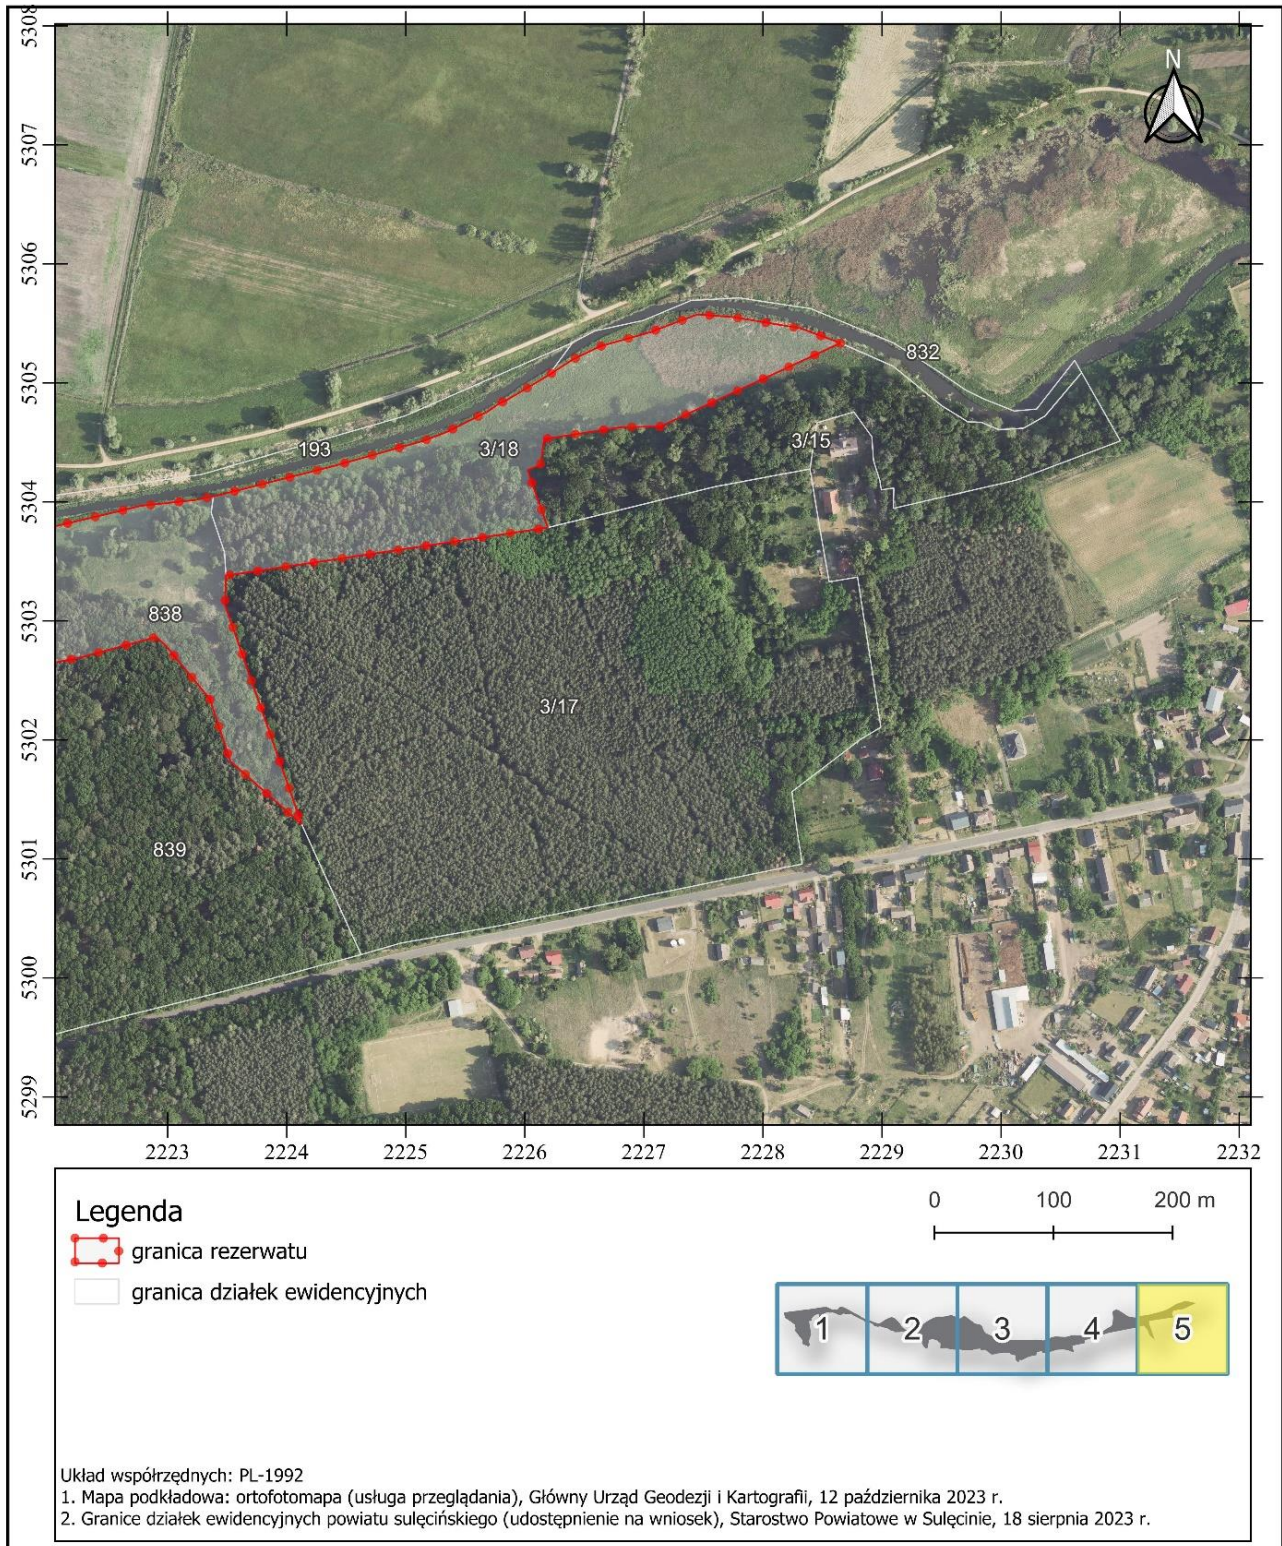 N
5308
5307
5306
5305
5304
5303
5302
5301
5300
5299
832
193
3/18
3/15
838
3/17
839
2223 2224 2225 2226 2227 2228 2229 2230 2231 2232
Legenda
granica rezerwatu
granica działek ewidencyjnych
0 100 200 m
1 2 3 4 5
Układ współrzędnych: PL-1992
1. Mapa podkładowa: ortofotomapa (usługa przeglądania), Główny Urząd Geodezji i Kartografii, 12 października 2023 r.
2. Granice działek ewidencyjnych powiatu sulęcińskiego (udostępnienie na wniosek), Starostwo Powiatowe w Sulęcinie, 18 sierpnia 2023 r.